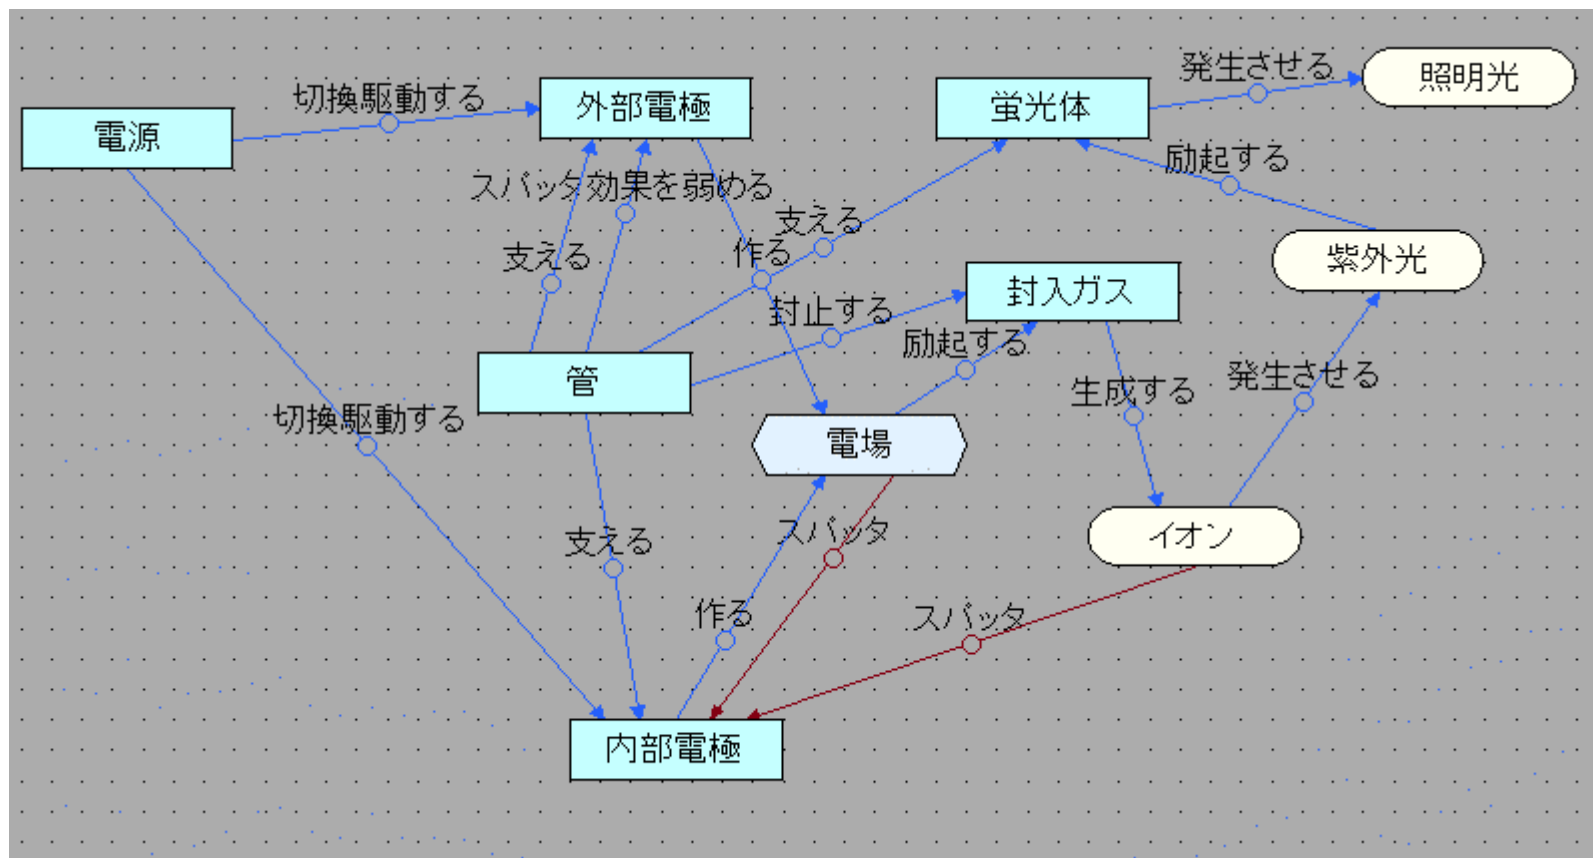 発生させる
照明光
切換駆動する
外部電極
蛍光体
電源
励起する
スパッタ効果を弱める
支える
作る
支える
紫外光
封入ガス
封止する
励起する
管
発生させる
生成する
切換駆動する
電場
スパッタ
イオン
支える
作る
スパッタ
内部電極